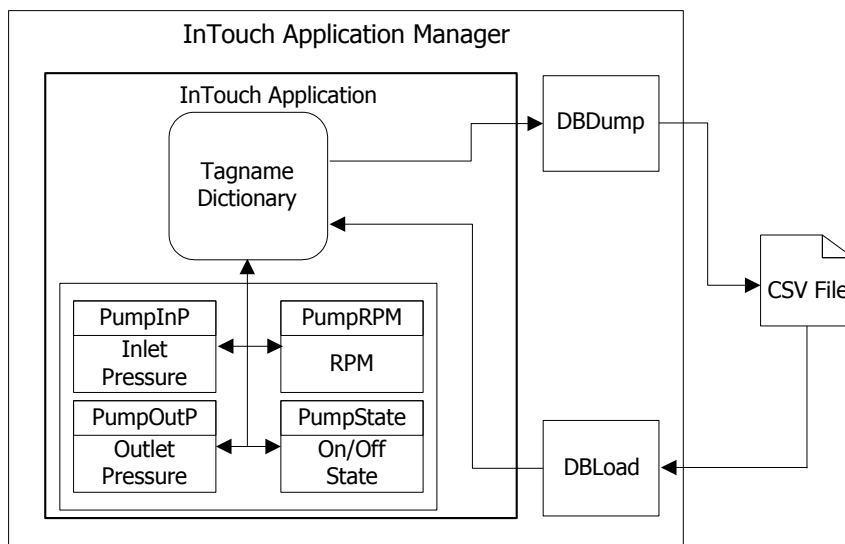 InTouch Application Manager
InTouch Application
Tagname
Dictionary
DBDump
CSV File
PumpInP
Inlet
Pressure
PumpRPM
RPM
PumpOutP
Outlet
Pressure
PumpState
On/Off
State
DBLoad